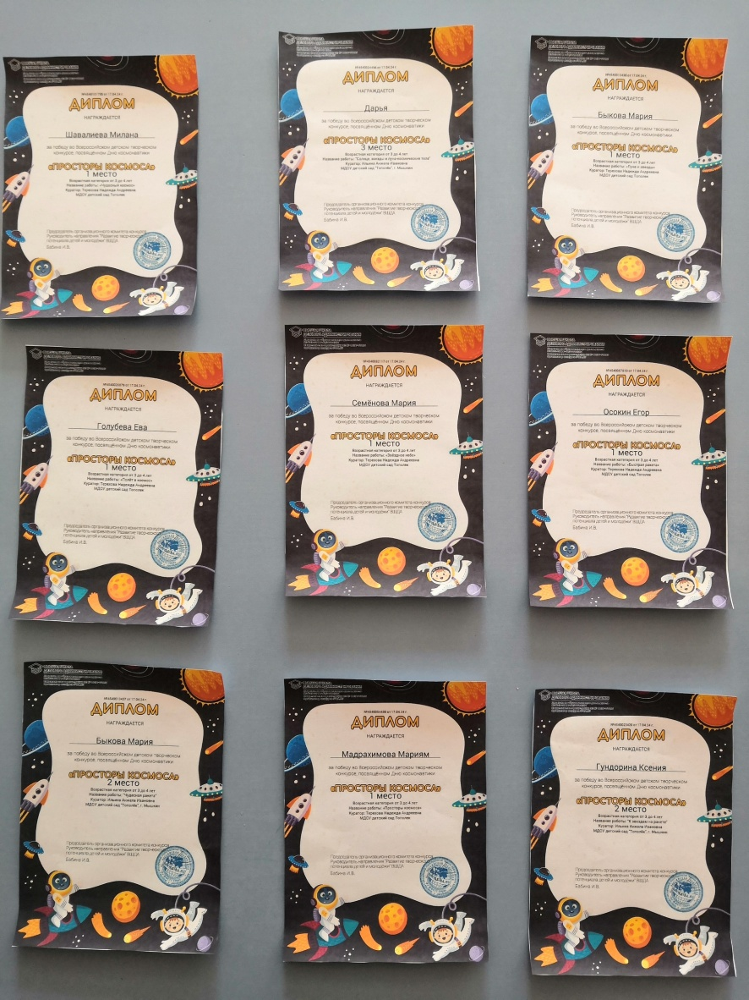 ДИПЛОМ
НАГРАЖДАЕТСЯ
Шавалиева Милана
за победу во Всероссийском детском творческом
конкурсе, посвящённом Дню космонавтики
«ПРОСТОРЫ КОСМОСА»
1 место
Возрастная категория от 3 до 4 лет
Название работы: «Чудесный космос»
Куратор: Терехова Надежда Андреевна
МДОУ детский сад Тополек
Председатель организационного комитета конкурса
Руководитель направления "Развитие творческого
потенциала детей и молодёжи" ВШДА
Бабина И.В.
ДИПЛОМ
НАГРАЖДАЕТСЯ
Дарья
за победу во Всероссийском детском творческом
конкурсе, посвящённом Дню космонавтики
«ПРОСТОРЫ КОСМОСА»
3 место
Возрастная категория от 3 до 4 лет
Название работы: "Солнце, звезды и
Куратор: Ильина Анжела Ивановна
МДОУ детский сад "Тополёк", г. Мышкин
Председатель организационного комитета конкурса
Руководитель направления "Развитие творческого
потенциала детей и молодёжи" ВШДА
Бабина И.В.
ДИПЛОМ
НАГРАЖДАЕТСЯ
Быкова Мария
за победу во Всероссийском детском творческом
конкурсе, посвящённом Дню космонавтики
«ПРОСТОРЫ КОСМОСА»
1 место
Возрастная категория от 3 до 4 лет
Название работы: «Луна и звезды»
Куратор: Терехова Надежда Андреевна
МДОУ детский сад Тополек
Председатель организационного комитета конкурса
Руководитель направления "Развитие творческого
потенциала детей и молодёжи" ВШДА
Бабина И.В.
ДИПЛОМ
НАГРАЖДАЕТСЯ
Голубева Ева
за победу во Всероссийском детском творческом
конкурсе, посвящённом Дню космонавтики
«ПРОСТОРЫ КОСМОСА»
1 место
Возрастная категория от 3 до 4 лет
Название работы: «Полёт в космос»
Куратор: Терехова Надежда Андреевна
МДОУ детский сад Тополек
Председатель организационного комитета конкурса
Руководитель направления "Развитие творческого
потенциала детей и молодёжи" ВШДА
Бабина И.В.
ДИПЛОМ
НАГРАЖДАЕТСЯ
Семёнова Мария
за победу во Всероссийском детском творческом
конкурсе, посвящённом Дню космонавтики
«ПРОСТОРЫ КОСМОСА»
1 место
Возрастная категория от 3 до 4 лет
Название работы: «Звёздное небо»
Куратор: Терехова Надежда Андреевна
МДОУ детский сад Тополек
Председатель организационного комитета конкурса
Руководитель направления "Развитие творческого
потенциала детей и молодёжи" ВШДА
Бабина И.В.
ДИПЛОМ
НАГРАЖДАЕТСЯ
Осокин Егор
за победу во Всероссийском детском творческом
конкурсе, посвящённом Дню космонавтики
«ПРОСТОРЫ КОСМОСА»
1 место
Возрастная категория от 3 до 4 лет
Название работы: «Быстрая ракета»
Куратор: Терехова Надежда Андреевна
МДОУ детский сад Тополек
Председатель организационного комитета конкурса
Руководитель направления "Развитие творческого
потенциала детей и молодёжи" ВШДА
Бабина И.В.
ДИПЛОМ
НАГРАЖДАЕТСЯ
Быкова Мария
за победу во Всероссийском детском творческом
конкурсе, посвящённом Дню космонавтики
«ПРОСТОРЫ КОСМОСА»
2 место
Возрастная категория от 3 до 4 лет
Название работы: "Чудесная ракета"
Куратор: Ильина Анжела Ивановна
МДОУ детский сад "Тополёк", г. Мышкин
Председатель организационного комитета конкурса
Руководитель направления "Развитие творческого
потенциала детей и молодёжи" ВШДА
Бабина И.В.
ДИПЛОМ
НАГРАЖДАЕТСЯ
Мадрахимова Мариям
за победу во Всероссийском детском творческом
конкурсе, посвящённом Дню космонавтики
«ПРОСТОРЫ КОСМОСА»
1 место
Возрастная категория от 3 до 4 лет
Название работы: «Просторы космоса»
Куратор: Терехова Надежда Андреевна
МДОУ детский сад Тополек
Председатель организационного комитета конкурса
Руководитель направления "Развитие творческого
потенциала детей и молодёжи" ВШДА
Бабина И.В.
ДИПЛОМ
НАГРАЖДАЕТСЯ
Гундорина Ксения
за победу во Всероссийском детском творческом
конкурсе, посвящённом Дню космонавтики
«ПРОСТОРЫ КОСМОСА»
2 место
Возрастная категория от 3 до 4 лет
Название работы: "К звездам на ракете"
Куратор: Ильина Анжела Ивановна
МДОУ детский сад "Тополёк", г. Мышкин
Председатель организационного комитета конкурса
Руководитель направления "Развитие творческого
потенциала детей и молодёжи" ВШДА
Бабина И.В.